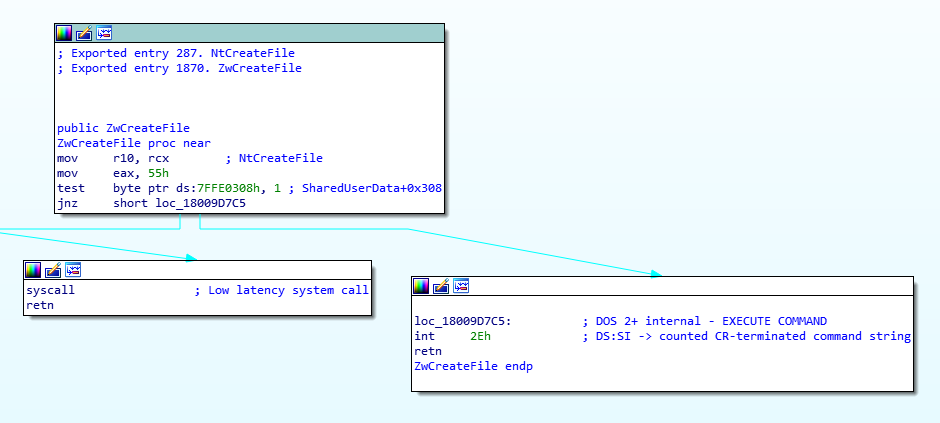 ; Exported entry 287. NtCreateFile
; Exported entry 1870. ZwCreateFile
public ZwCreateFile
ZwCreateFile proc near
mov r10, rcx ; NtCreateFile
mov eax, 55h
test byte ptr ds:7FFE0308h, 1 ; SharedUserData+0x308
jnz short loc_18009D7C5
syscall ; Low latency system call
retn
loc_18009D7C5: ; DOS 2+ internal - EXECUTE COMMAND
int 2Eh ; DS:SI -> counted CR-terminated command string
retn
ZwCreateFile endp